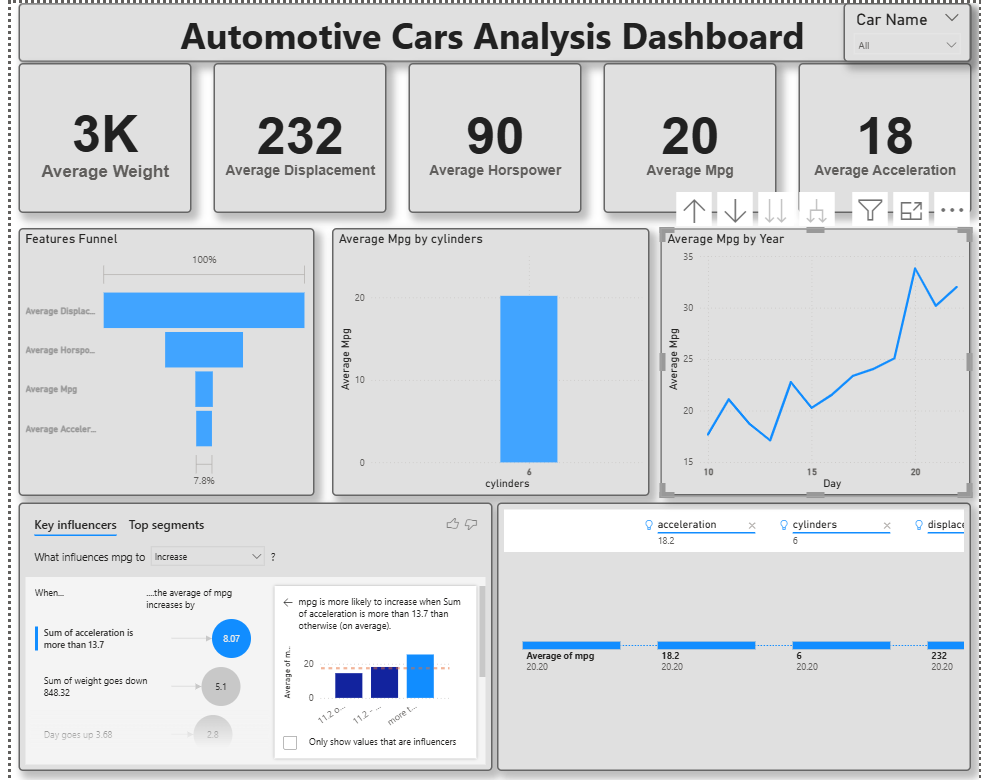 Automotive Cars Analysis Dashboard
Car Name
All
3K
Average Weight
232
Average Displacement
90
Average Horspower
20
Average Mpg
18
Average Acceleration
Features Funnel
100%
Average Displac...
Average Horspo...
Average Mpg
Average Acceler...
7.8%
Average Mpg by cylinders
Average Mpg
20
10
0
6
cylinders
Average Mpg by Year
Average Mpg
35
30
25
20
15
10
15
20
Day
Key influencers
Top segments
What influences mpg to
Increase
?
When...
....the average of mpg
increases by
Sum of acceleration is
more than 13.7
8.07
Sum of weight goes down
848.32
5.1
Day goes up 3.68
2.8
mpg is more likely to increase when Sum
of acceleration is more than 13.7 than
otherwise (on average).
Average of m...
20
0
11.2 o...
11.2 - ...
more t...
Only show values that are influencers
acceleration
18.2
cylinders
6
displace
Average of mpg
20.20
18.2
20.20
6
20.20
232
20.20